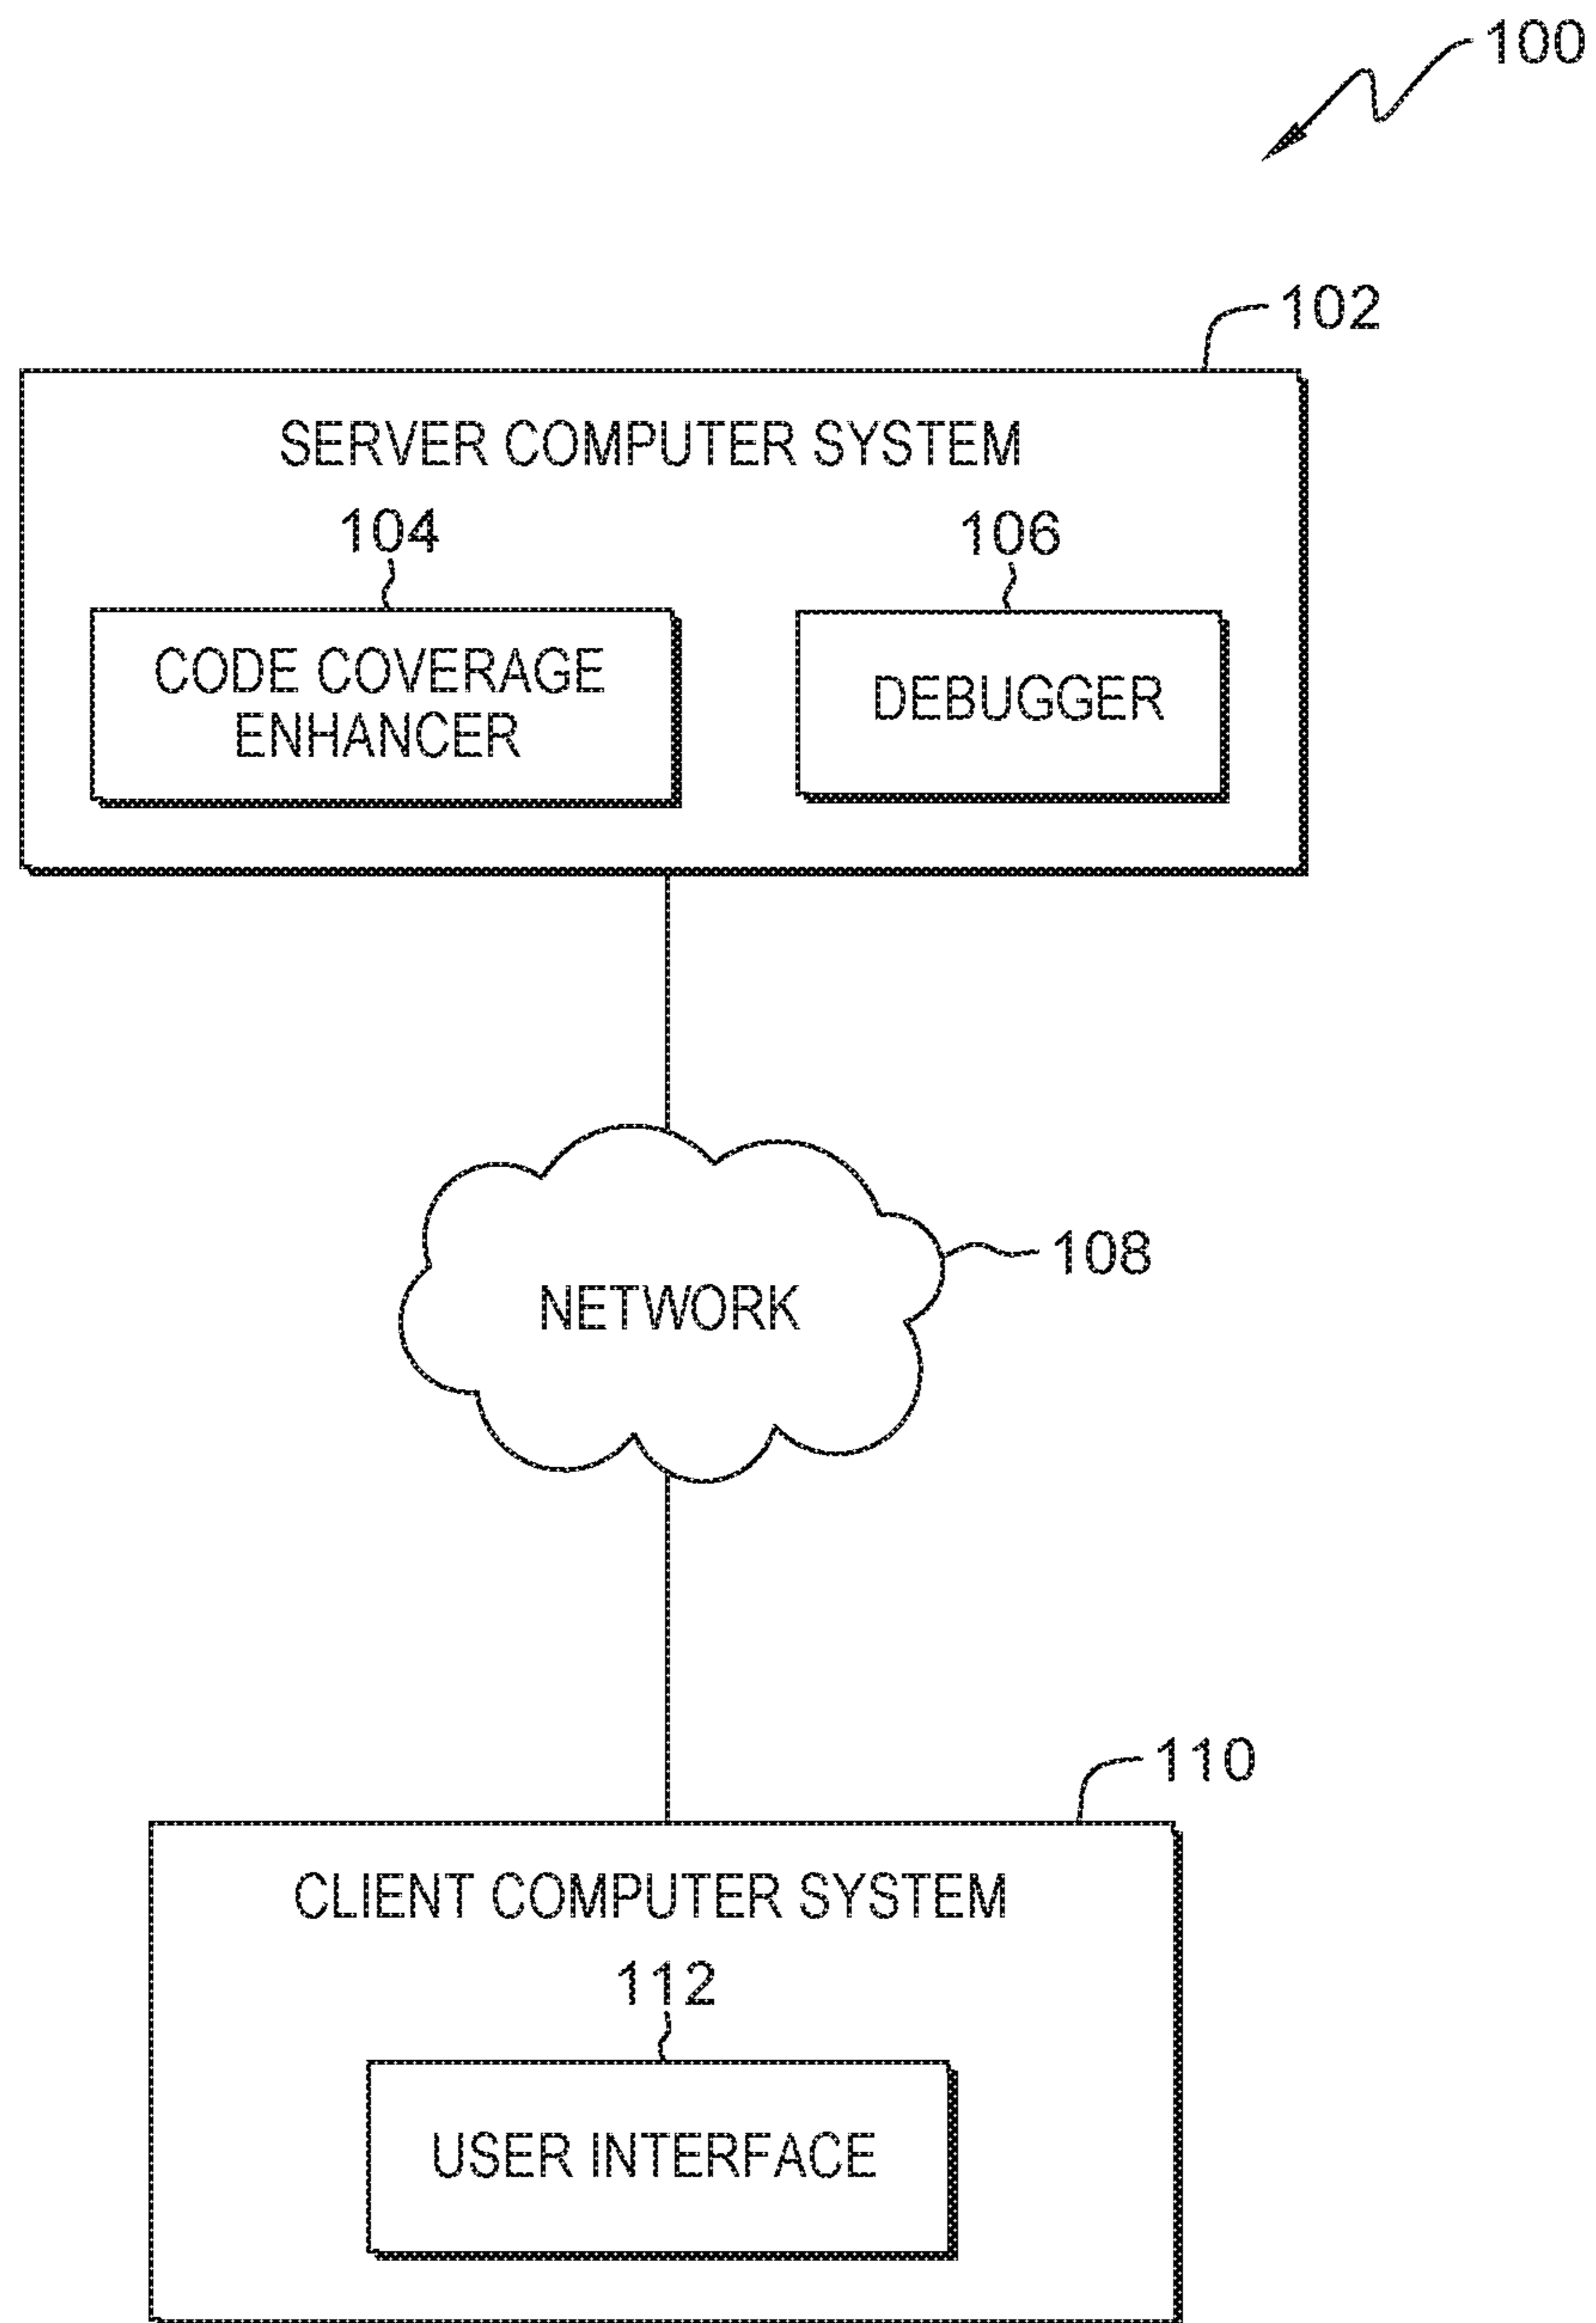 100
102
SERVER COMPUTER SYSTEM
104
106
CODE COVERAGE
ENHANCER
DEBUGGER
108
NETWORK
110
CLIENT COMPUTER SYSTEM
112
USER INTERFACE